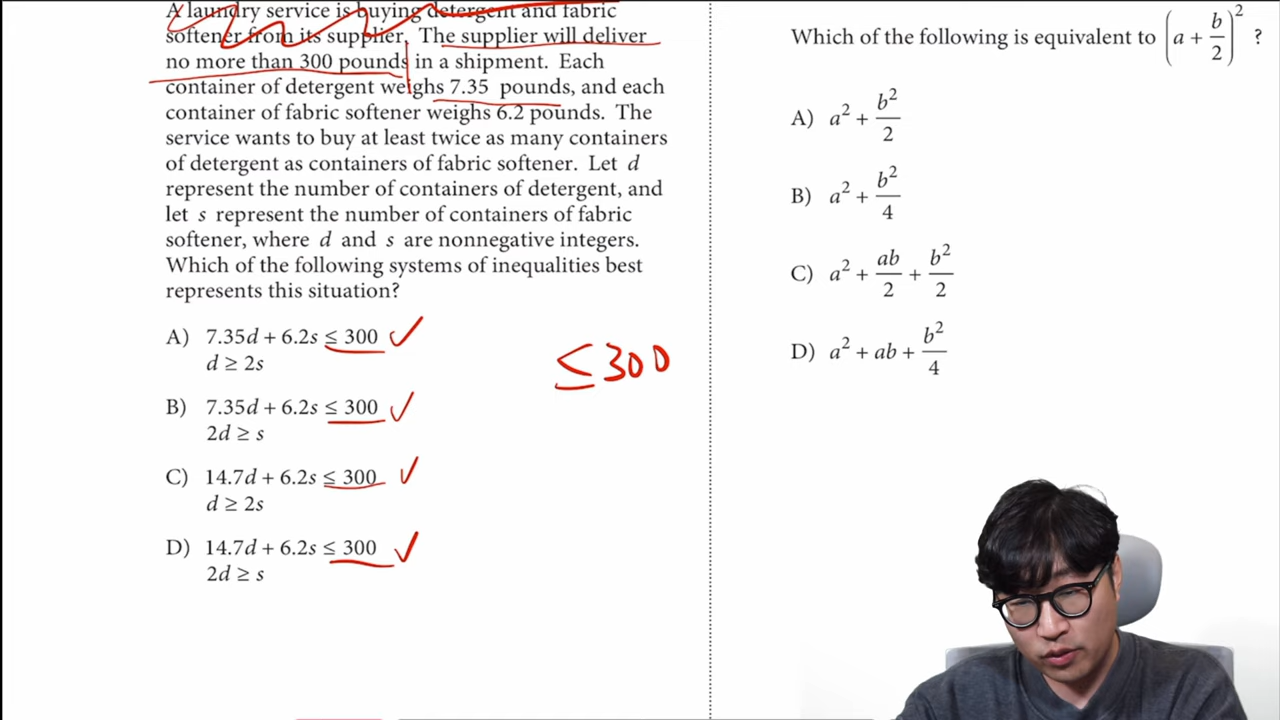 A laundry service is buying detergent and fabric
softener from its supplier. The supplier will deliver
no more than 300 pounds in a shipment. Each
container of detergent weighs 7.35 pounds, and each
container of fabric softener weighs 6.2 pounds. The
service wants to buy at least twice as many containers
of detergent as containers of fabric softener. Let d
represent the number of containers of detergent, and
let s represent the number of containers of fabric
softener, where d and s are nonnegative integers.
Which of the following systems of inequalities best
represents this situation?
A) 7.35d + 6.2s ≤ 300
d ≥ 2s
B) 7.35d + 6.2s ≤ 300
2d ≥ s
C) 14.7d + 6.2s ≤ 300
d ≥ 2s
D) 14.7d + 6.2s ≤ 300
2d ≥ s
≤300
Which of the following is equivalent to (a + b/2)² ?
A) a² + b²/2
B) a² + b²/4
C) a² + ab/2 + b²/2
D) a² + ab + b²/4